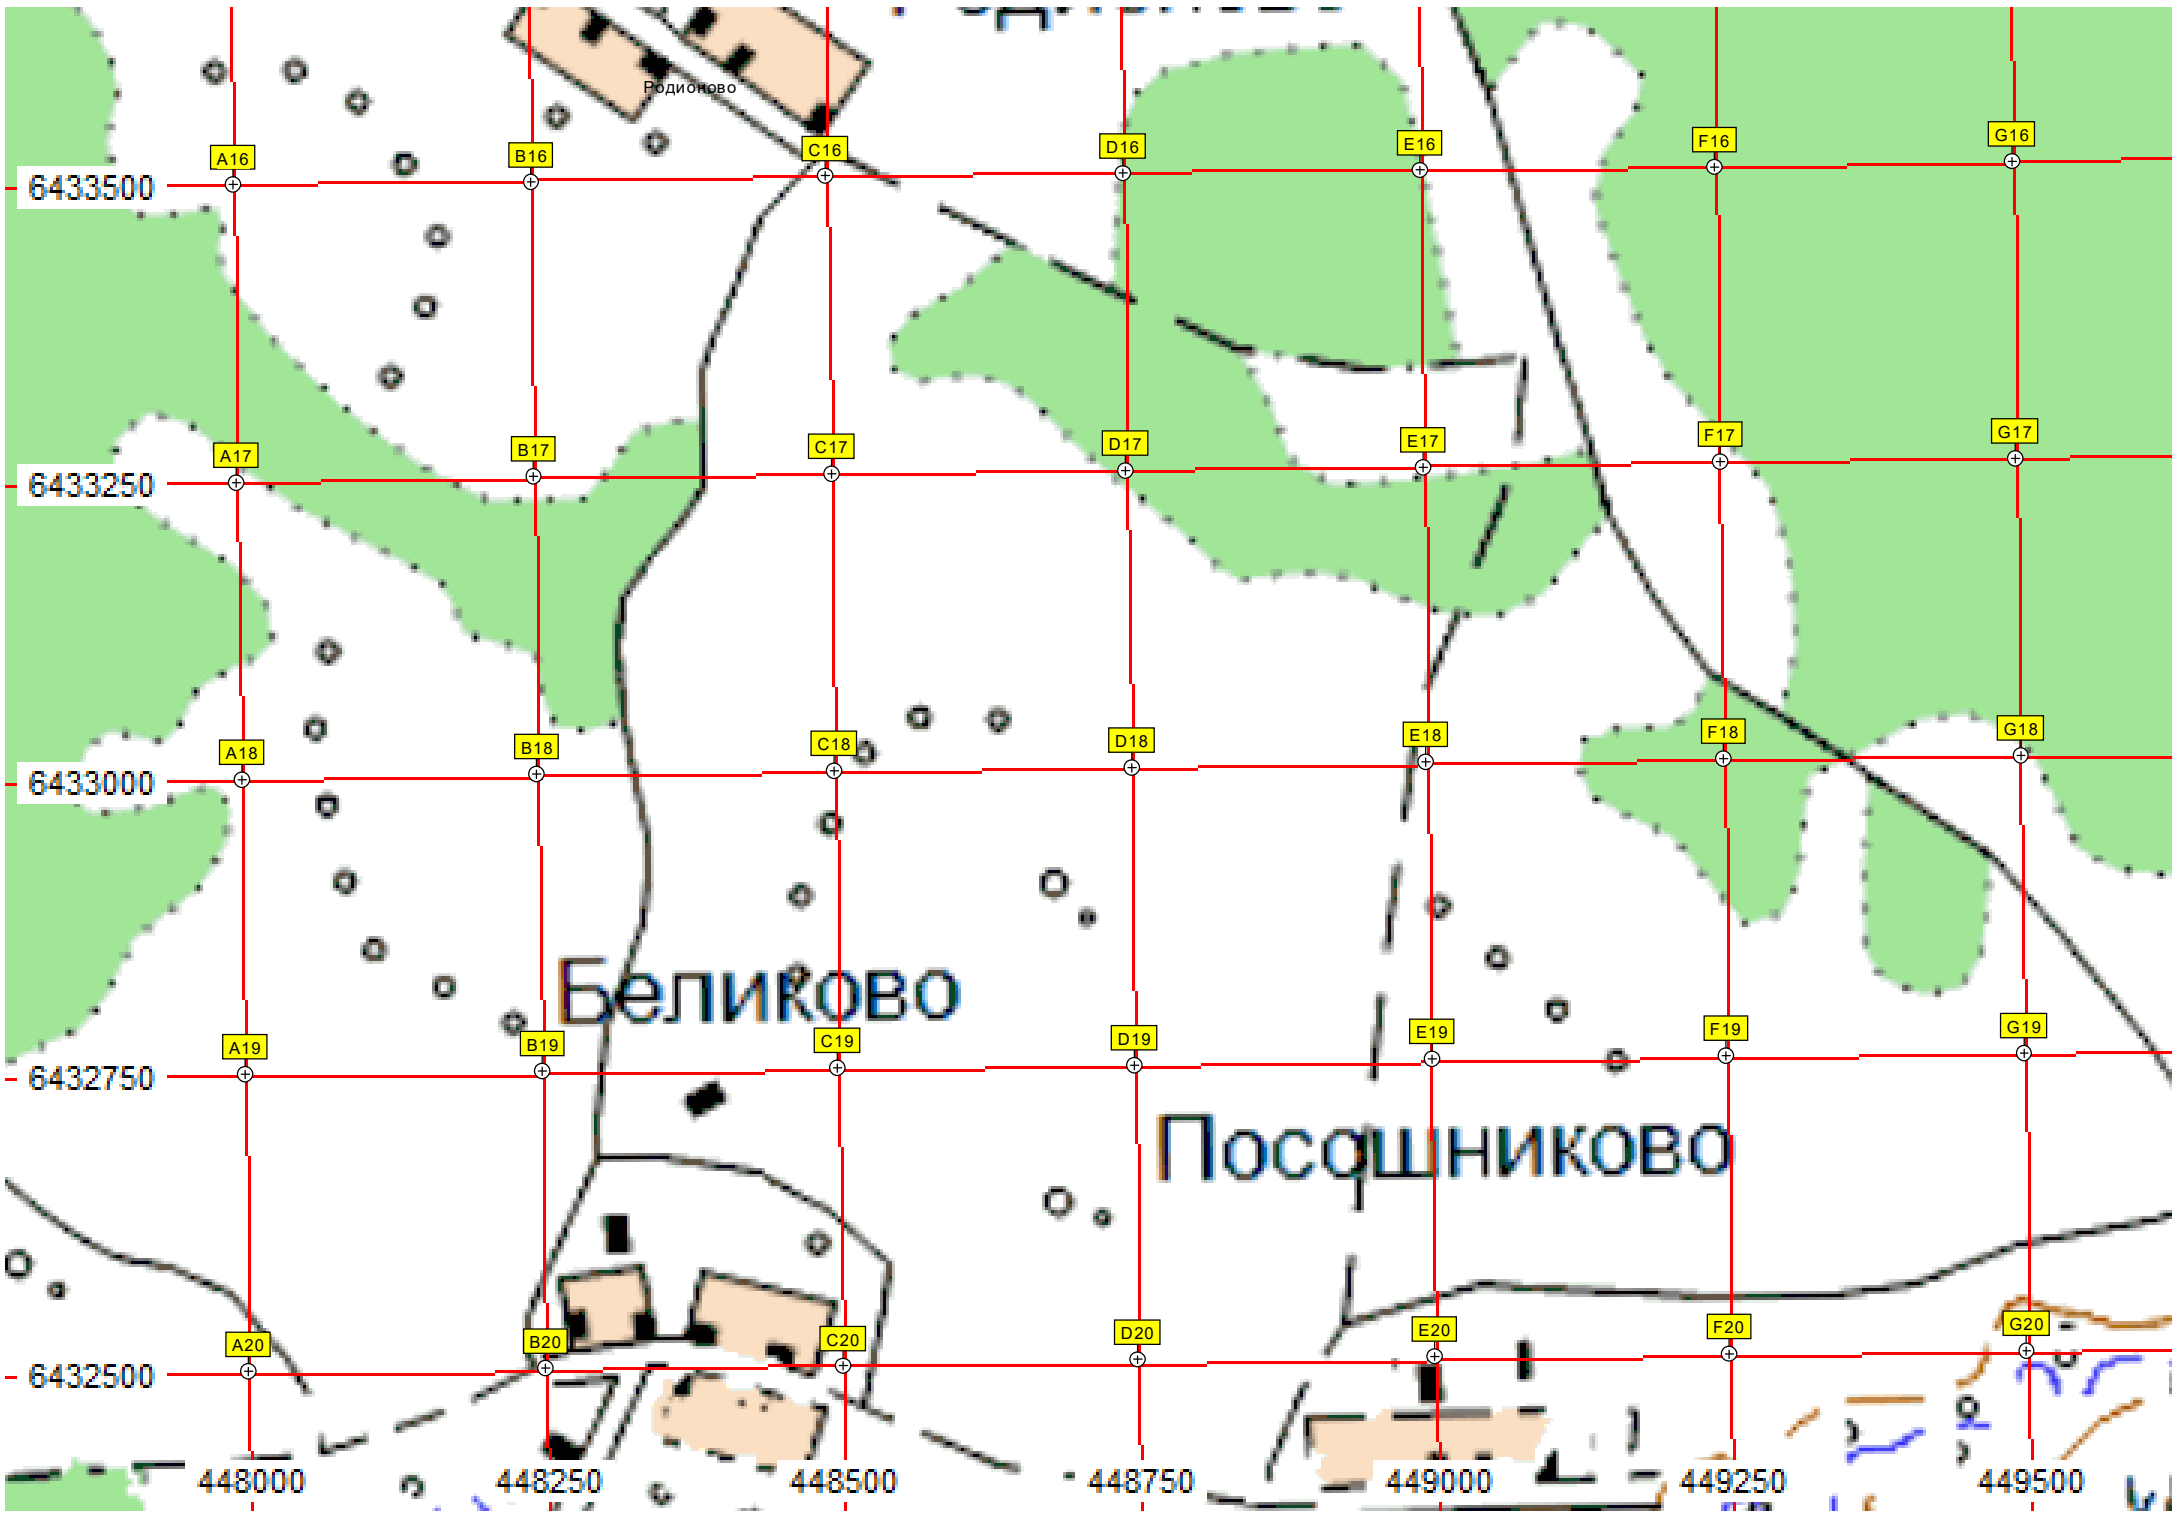 Родионово
A16 B16 C16 D16 E16 F16 G16
6433500
A17 B17 C17 D17 E17 F17 G17
6433250
A18 B18 C18 D18 E18 F18 G18
6433000
Беликово
A19 B19 C19 D19 E19 F19 G19
6432750
Посошниково
A20 B20 C20 D20 E20 F20 G20
6432500
448000 448250 448500 448750 449000 449250 449500